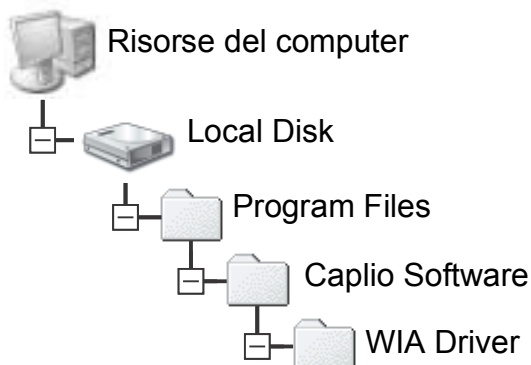 Risorse del computer
Local Disk
Program Files
Caplio Software
WIA Driver